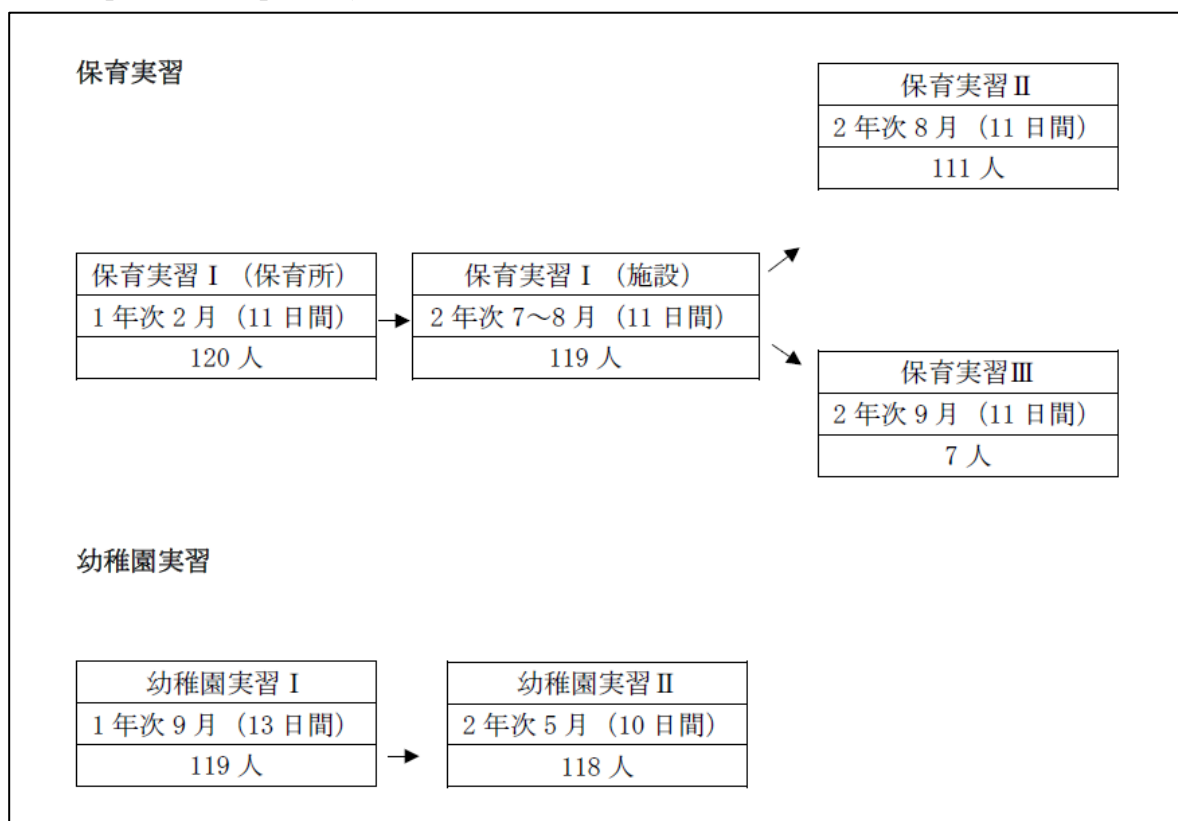 保育実習
保育実習Ⅱ
2年次8月（11日間）
111人
保育実習Ⅰ（保育所）
1年次2月（11日間）
120人
保育実習Ⅰ（施設）
2年次7～8月（11日間）
119人
保育実習Ⅲ
2年次9月（11日間）
7人
幼稚園実習
幼稚園実習Ⅰ
1年次9月（13日間）
119人
幼稚園実習Ⅱ
2年次5月（10日間）
118人